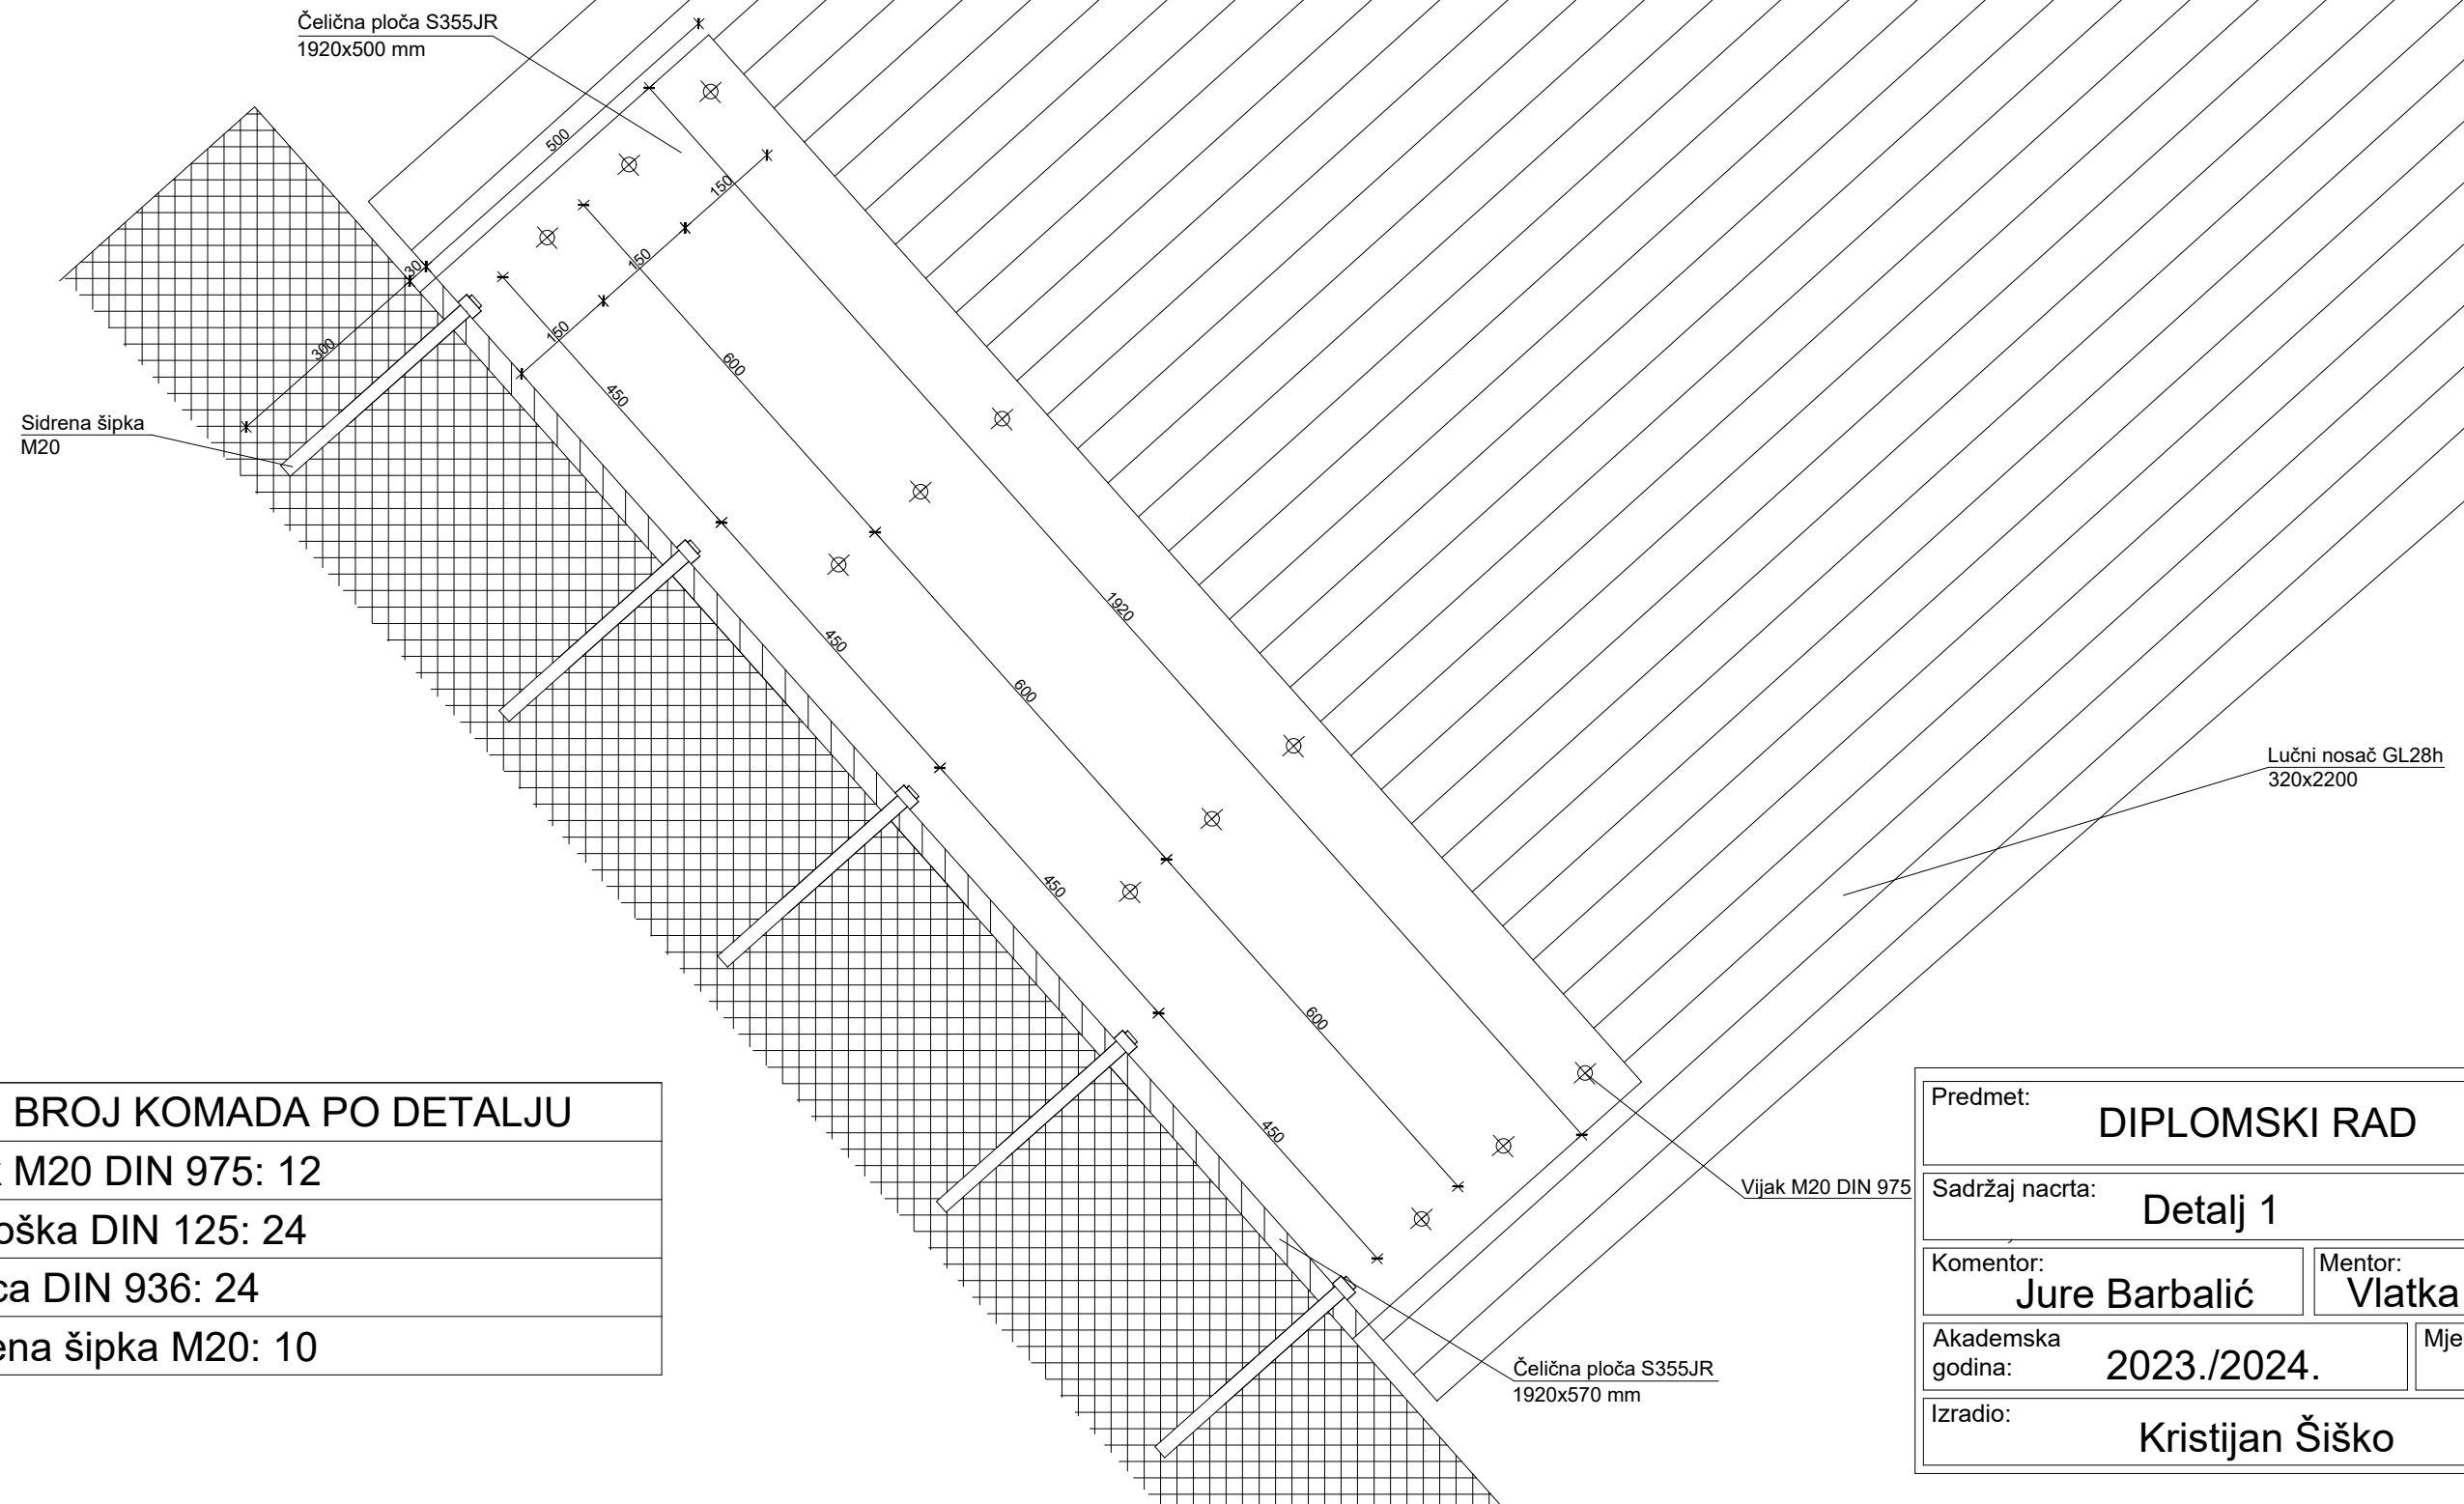 Čelična ploča S355JR
1920x500 mm
500
150
150
150
30
300
Sidrena šipka
M20
450
600
1920
450
600
450
600
450
Lučni nosač GL28h
320x2200
Vijak M20 DIN 975
Čelična ploča S355JR
1920x570 mm
BROJ KOMADA PO DETALJU
M20 DIN 975: 12
DIN 125: 24
DIN 936: 24
šipka M20: 10
Predmet:
DIPLOMSKI RAD
Sadržaj nacrta:
Detalj 1
Komentor:
Jure Barbalić
Mentor:
Vlatka
Akademska
godina:
2023./2024.
Mje
Izradio:
Kristijan Šiško